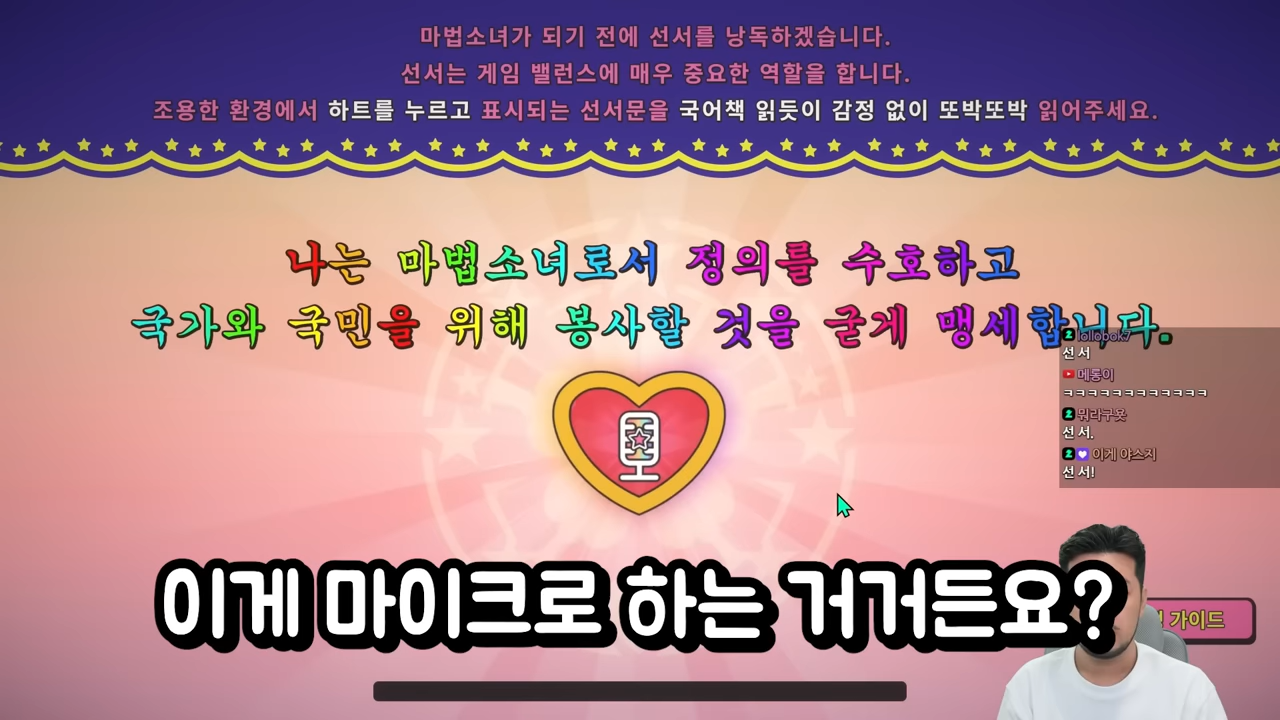 마법소녀가 되기 전에 선서를 낭독하겠습니다.
선서는 게임 밸런스에 매우 중요한 역할을 합니다.
조용한 환경에서 하트를 누르고 표시되는 선서문을 국어책 읽듯이 감정 없이 또박또박 읽어주세요.
나는 마법소녀로서 정의를 수호하고
국가와 국민을 위해 봉사할 것을 굳게 맹세합니다.
lollobok7
선서
메롱이
ㅋㅋㅋㅋㅋㅋㅋㅋㅋㅋㅋㅋ
뭐라구욧
선서.
이게 야스지
선서!
이게 마이크로 하는 거거든요?
가이드